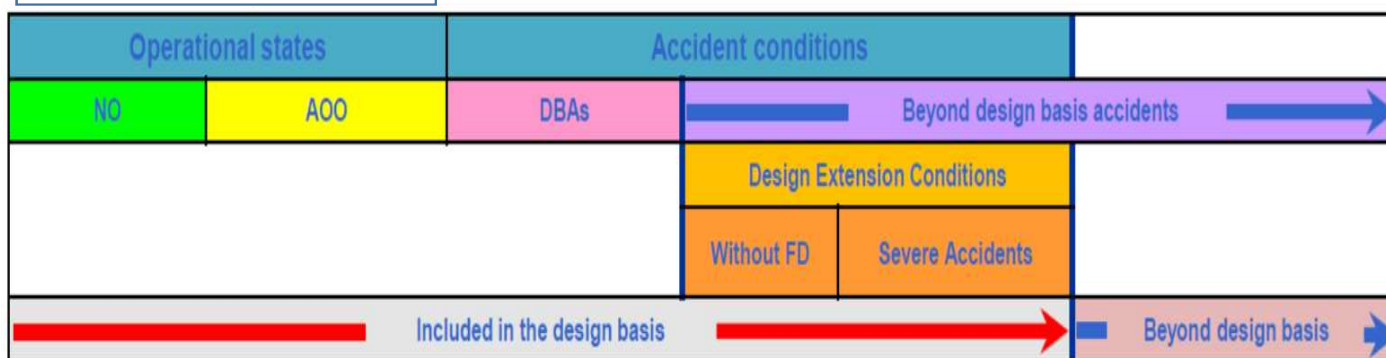 Operational states Accident conditions
NO AOO DBAs Beyond design basis accidents
Design Extension Conditions
Without FD Severe Accidents
Included in the design basis Beyond design basis